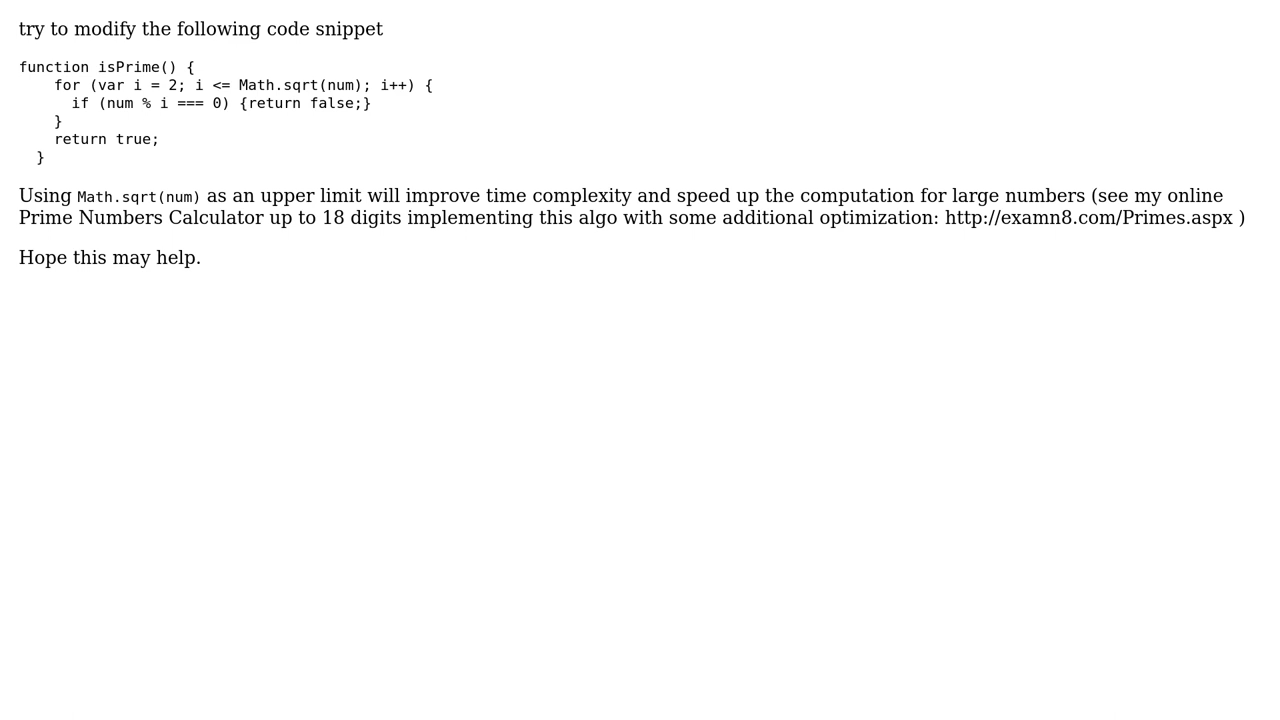 try to modify the following code snippet
function isPrime() {
    for (var i = 2; i <= Math.sqrt(num); i++) {
      if (num % i === 0) {return false;}
    }
    return true;
  }
Using Math.sqrt(num) as an upper limit will improve time complexity and speed up the computation for large numbers (see my online
Prime Numbers Calculator up to 18 digits implementing this algo with some additional optimization: http://examn8.com/Primes.aspx )
Hope this may help.